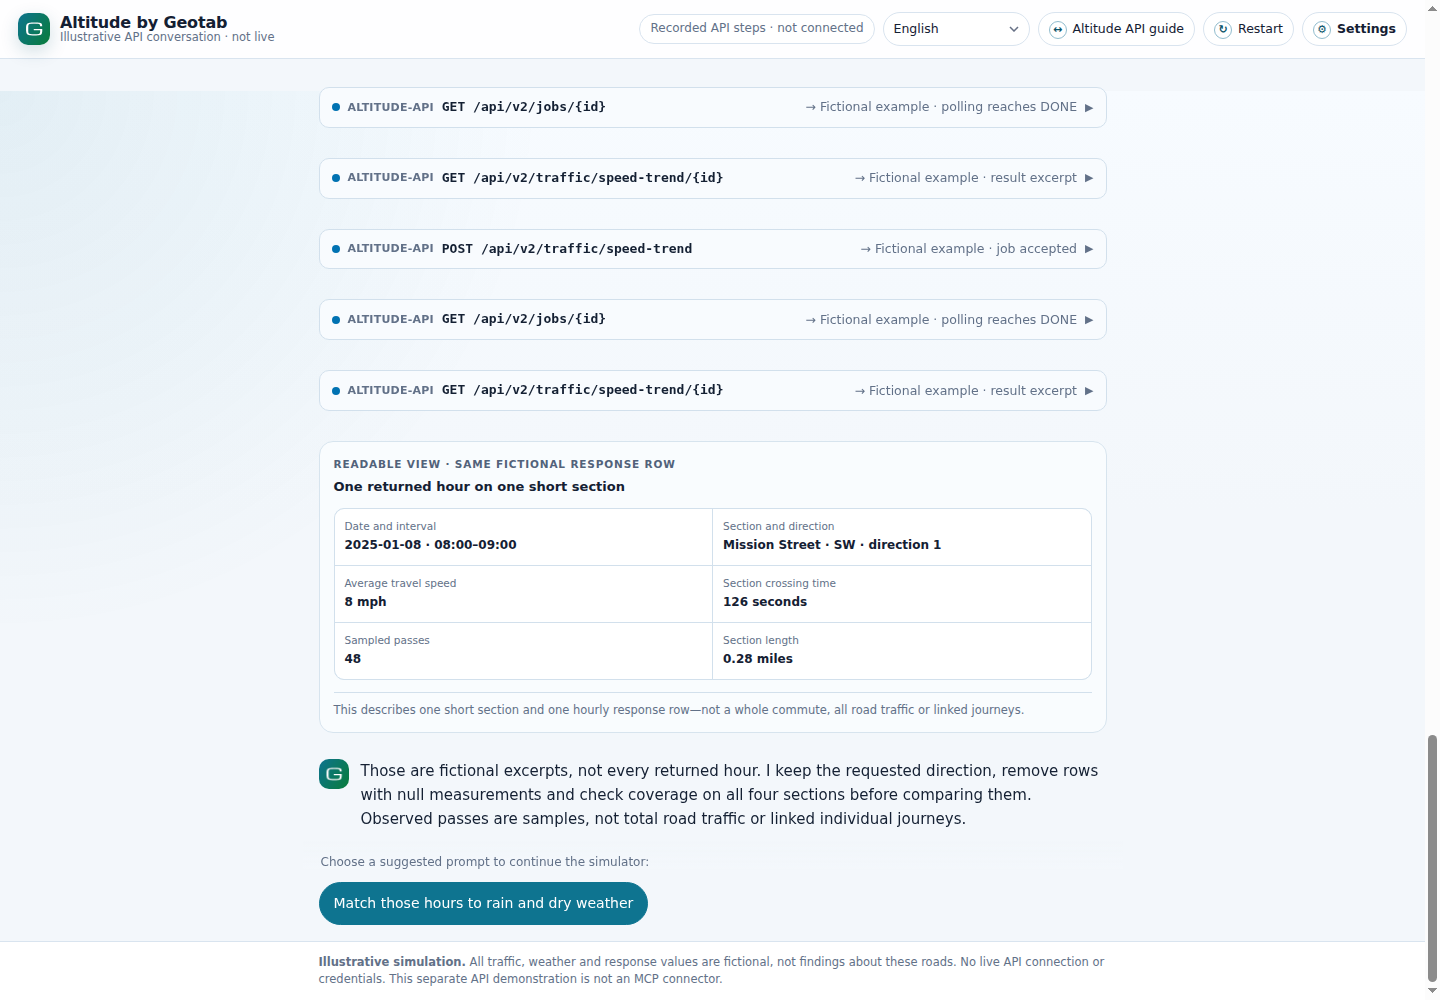 Altitude by Geotab
Illustrative API conversation · not live
Recorded API steps · not connected
English
Altitude API guide
Restart
Settings
ALTITUDE-API GET /api/v2/jobs/{id} → Fictional example · polling reaches DONE ▶
ALTITUDE-API GET /api/v2/traffic/speed-trend/{id} → Fictional example · result excerpt ▶
ALTITUDE-API POST /api/v2/traffic/speed-trend → Fictional example · job accepted ▶
ALTITUDE-API GET /api/v2/jobs/{id} → Fictional example · polling reaches DONE ▶
ALTITUDE-API GET /api/v2/traffic/speed-trend/{id} → Fictional example · result excerpt ▶
READABLE VIEW · SAME FICTIONAL RESPONSE ROW
One returned hour on one short section
Date and interval
2025-01-08 · 08:00–09:00
Section and direction
Mission Street · SW · direction 1
Average travel speed
8 mph
Section crossing time
126 seconds
Sampled passes
48
Section length
0.28 miles
This describes one short section and one hourly response row—not a whole commute, all road traffic or linked journeys.
Those are fictional excerpts, not every returned hour. I keep the requested direction, remove rows
with null measurements and check coverage on all four sections before comparing them.
Observed passes are samples, not total road traffic or linked individual journeys.
Choose a suggested prompt to continue the simulator:
Match those hours to rain and dry weather
Illustrative simulation. All traffic, weather and response values are fictional, not findings about these roads. No live API connection or
credentials. This separate API demonstration is not an MCP connector.